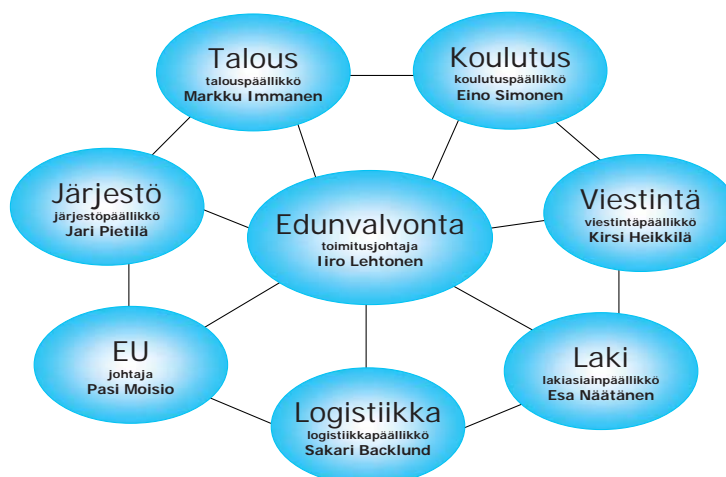 Talous
talouspäällikkö
Markku Immanen
Koulutus
koulutuspäällikkö
Eino Simonen
Järjestö
järjestöpäällikkö
Jari Pietilä
Edunvalvonta
toimitusjohtaja
Iiro Lehtonen
Viestintä
viestintäpäällikkö
Kirsi Heikkilä
EU
johtaja
Pasi Moisio
Logistiikka
logistiikkapäällikkö
Sakari Backlund
Laki
lakiasiainpäällikkö
Esa Näätänen